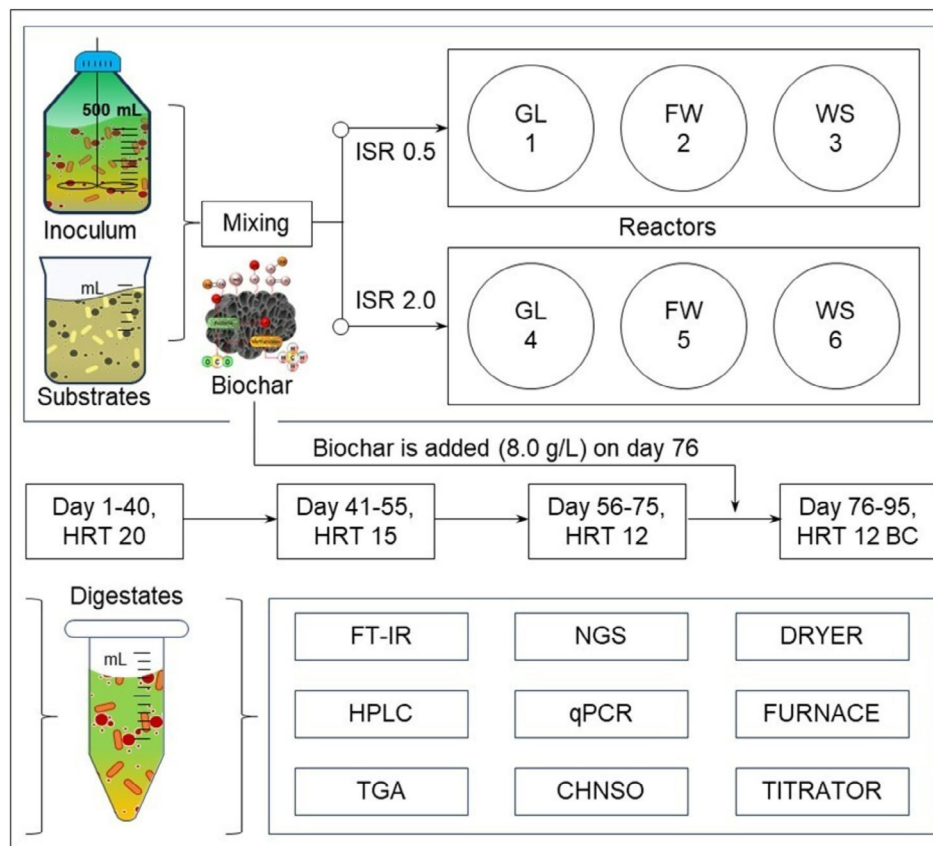 500 mL
Inoculum
mL
Substrates
Mixing
Biochar
ISR 0.5
GL
1
FW
2
WS
3
Reactors
ISR 2.0
GL
4
FW
5
WS
6
Biochar is added (8.0 g/L) on day 76
Day 1-40,
HRT 20
Day 41-55,
HRT 15
Day 56-75,
HRT 12
Day 76-95,
HRT 12 BC
Digestates
mL
FT-IR
NGS
DRYER
HPLC
qPCR
FURNACE
TGA
CHNSO
TITRATOR